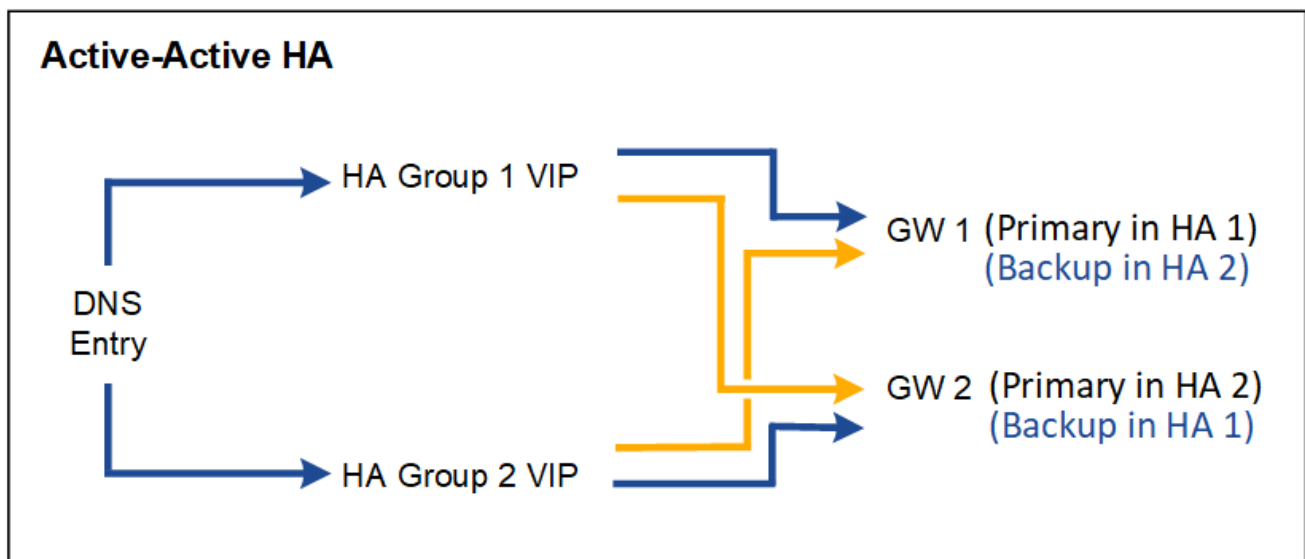 Active-Active HA
HA Group 1 VIP
GW 1 (Primary in HA 1)
(Backup in HA 2)
DNS
Entry
GW 2 (Primary in HA 2)
(Backup in HA 1)
HA Group 2 VIP